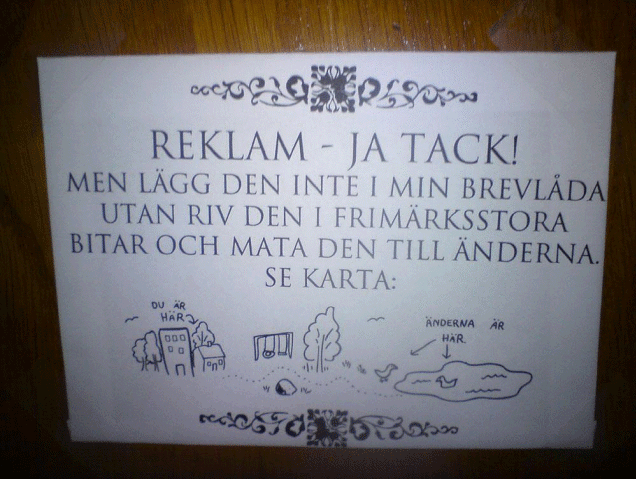 REKLAM - JA TACK!
MEN LÄGG DEN INTE I MIN BREVLÅDA
UTAN RIV DEN I FRIMÄRKSSTORA
BITAR OCH MATA DEN TILL ÄNDERNA.
SE KARTA:
DU ÄR
HÄR
ÄNDERNA ÄR
HÄR.